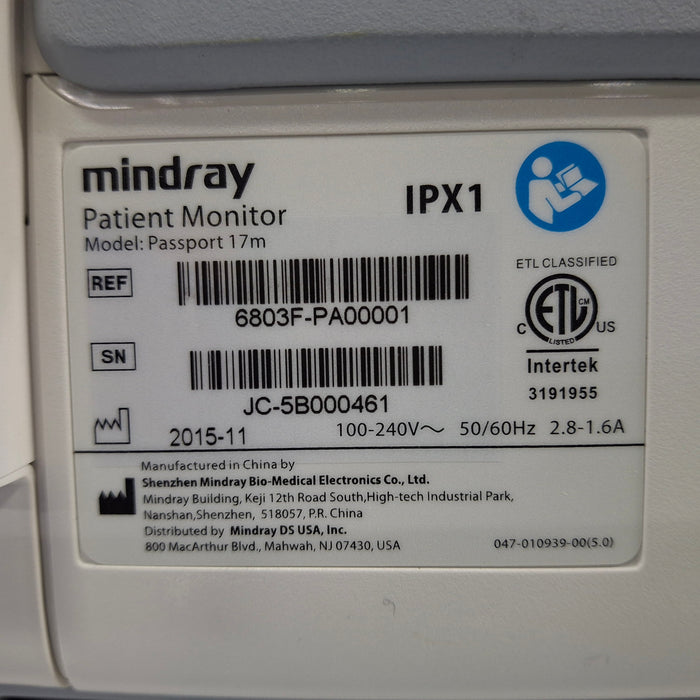 mindray
IPX1
Patient Monitor
Model: Passport 17m
ETL CLASSIFIED
REF
6803F-PA00001
C ETL CM US
LISTED
SN
Intertek
3191955
JC-5B000461
2015-11 100-240V～ 50/60Hz 2.8-1.6A
Manufactured in China by
Shenzhen Mindray Bio-Medical Electronics Co., Ltd.
Mindray Building, Keji 12th Road South,High-tech Industrial Park,
Nanshan,Shenzhen, 518057, P.R. China
Distributed by Mindray DS USA, Inc.
800 MacArthur Blvd., Mahwah, NJ 07430, USA
047-010939-00(5.0)